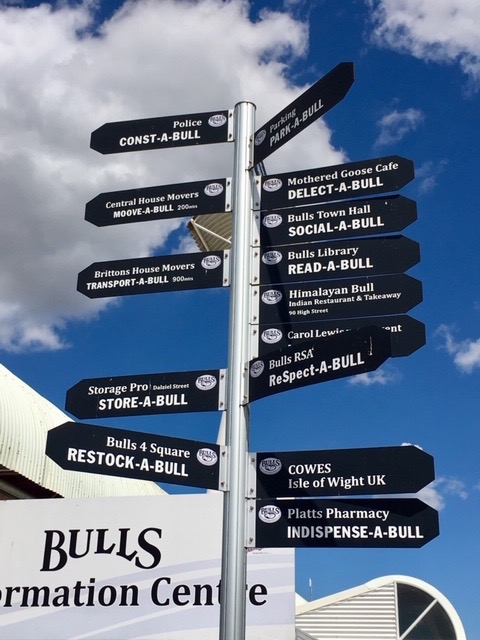 Police
CONST-A-BULL
Parking
PARK-A-BULL
Central House Movers
MOOVE-A-BULL 200mtrs
Mothered Goose Cafe
DELECT-A-BULL
Bulls Town Hall
SOCIAL-A-BULL
Brittons House Movers
TRANSPORT-A-BULL 900mtrs
Bulls Library
READ-A-BULL
Himalayan Bull
Indian Restaurant & Takeaway
90 High Street
Carol Lewis
Bulls RSA
ReSpect-A-BULL
Storage Pro Dalziel Street
STORE-A-BULL
Bulls 4 Square
RESTOCK-A-BULL
COWES
Isle of Wight UK
Platts Pharmacy
INDISPENSE-A-BULL
BULLS
ormation Centre